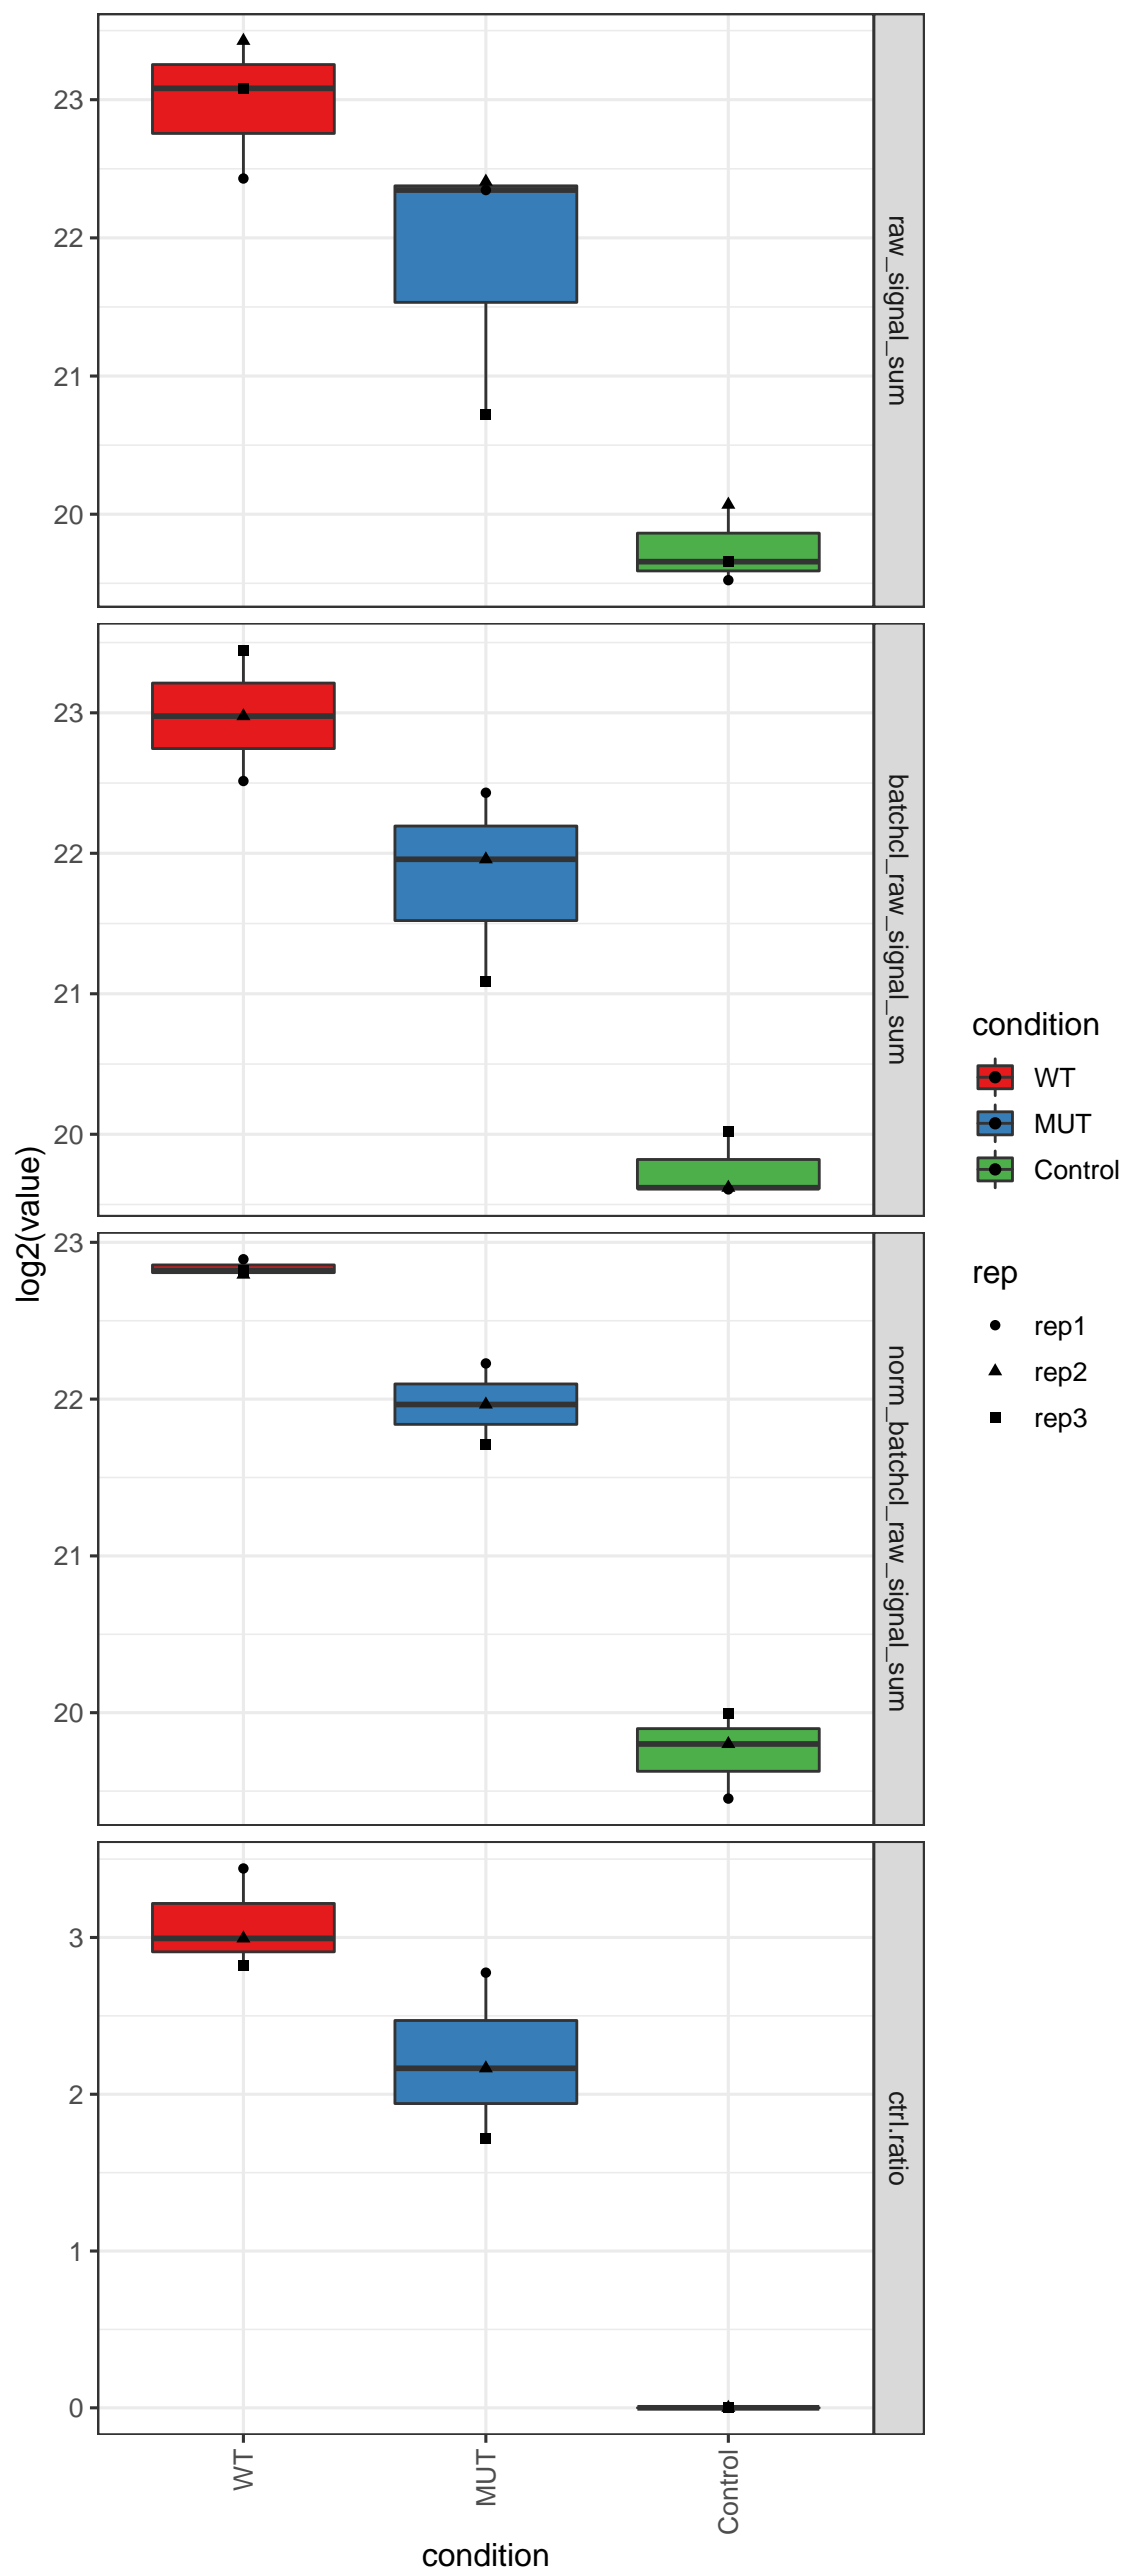 log2(value)
23
22
21
20
raw_signal_sum
23
22
21
20
batchcl_raw_signal_sum
23
22
21
20
norm_batchcl_raw_signal_sum
3
2
1
0
ctrl.ratio
WT
MUT
Control
condition
condition
WT
MUT
Control
rep
rep1
rep2
rep3